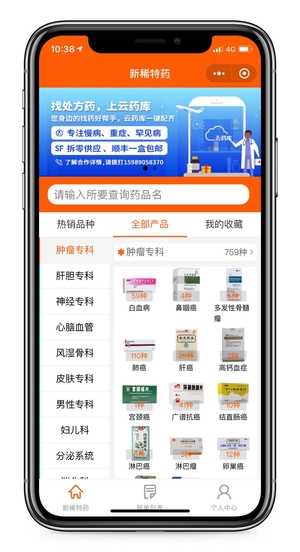 10:38
4G
新稀特药
找处方药，上云药库
您身边的找药好帮手，云药库一键配齐
专注慢病、重症、罕见病
SF 拆零供应、顺丰一盒包邮
了解合作详情，请拨打15989058370
云药库
请输入所要查询药品名
热销品种
全部产品
我的收藏
肿瘤专科
肝胆专科
神经专科
心脑血管
风湿骨科
皮肤专科
男性专科
妇儿科
分泌系统
肿瘤专科
759种
59种
白血病
4种
鼻咽癌
6种
多发性骨髓瘤
110种
肺癌
肝癌
高钙血症
宫颈癌
41种
广谱抗癌
10种
结直肠癌
淋巴癌
淋巴瘤
12种
卵巢癌
新稀特药
个人中心